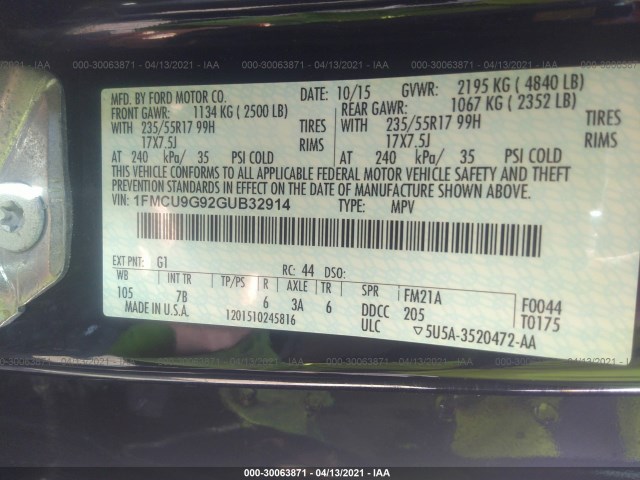 000-30063871 - 04/13/2021 - IAA 000-30063871 - 04/13/2021 - IAA 000-30063871 - 04/13/2021 - IAA
MFD. BY FORD MOTOR CO. DATE: 10/15 GVWR: 2195 KG ( 4840 LB)
FRONT GAWR: 1134 KG ( 2500 LB) REAR GAWR: 1067 KG ( 2352 LB)
WITH 235/55R17 99H TIRES WITH 235/55R17 99H TIRES
17X7.5J RIMS 17X7.5J RIMS
AT 240 kPa/ 35 PSI COLD AT 240 kPa/ 35 PSI COLD
THIS VEHICLE CONFORMS TO ALL APPLICABLE FEDERAL MOTOR VEHICLE SAFETY AND THEFT
PREVENTION STANDARDS IN EFFECT ON THE DATE OF MANUFACTURE SHOWN ABOVE.
VIN: 1FMCU9G92GUB32914 TYPE: MPV
EXT PNT: G1 RC: 44 DSO:
WB INT TR TP/PS R AXLE TR SPR FM21A F0044
105 7B 6 3A 6 DDCC 205 T0175
MADE IN U.S.A. 1201510245816 ULC ▽5U5A-3520472-AA
000-30063871 - 04/13/2021 - IAA